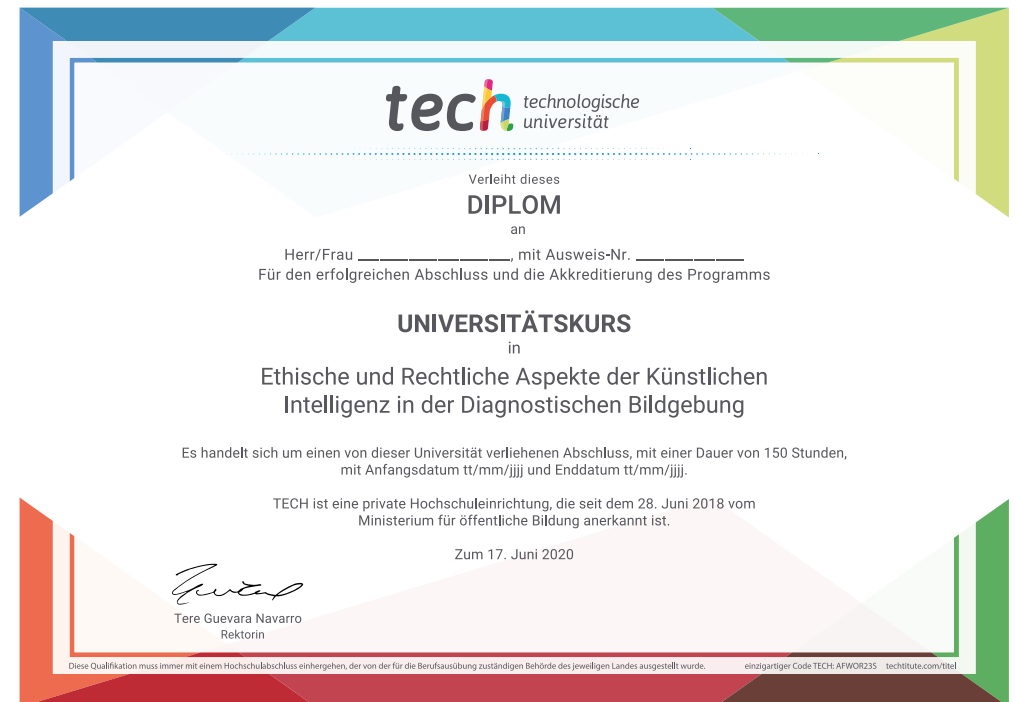 tech technologische
universität
Verleiht dieses
DIPLOM
an
Herr/Frau ____________________, mit Ausweis-Nr. ______________
Für den erfolgreichen Abschluss und die Akkreditierung des Programms
UNIVERSITÄTSKURS
in
Ethische und Rechtliche Aspekte der Künstlichen
Intelligenz in der Diagnostischen Bildgebung
Es handelt sich um einen von dieser Universität verliehenen Abschluss, mit einer Dauer von 150 Stunden,
mit Anfangsdatum tt/mm/jjjj und Enddatum tt/mm/jjjj.
TECH ist eine private Hochschuleinrichtung, die seit dem 28. Juni 2018 vom
Ministerium für öffentliche Bildung anerkannt ist.
Zum 17. Juni 2020
Tere Guevara Navarro
Rektorin
Diese Qualifikation muss immer mit einem Hochschulabschluss einhergehen, der von der für die Berufsausübung zuständigen Behörde des jeweiligen Landes ausgestellt wurde. einzigartiger Code TECH: AFWOR23S techtitute.com/titel